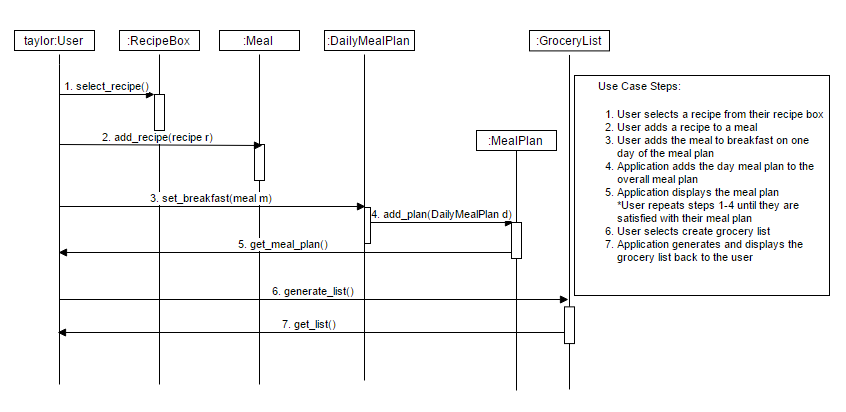 taylor:User
:RecipeBox
:Meal
:DailyMealPlan
:GroceryList
1. select_recipe()
2. add_recipe(recipe r)
:MealPlan
3. set_breakfast(meal m)
4. add_plan(DailyMealPlan d)
5. get_meal_plan()
6. generate_list()
7. get_list()
Use Case Steps:
1. User selects a recipe from their recipe box
2. User adds a recipe to a meal
3. User adds the meal to breakfast on one
day of the meal plan
4. Application adds the day meal plan to the
overall meal plan
5. Application displays the meal plan
*User repeats steps 1-4 until they are
satisfied with their meal plan
6. User selects create grocery list
7. Application generates and displays the
grocery list back to the user